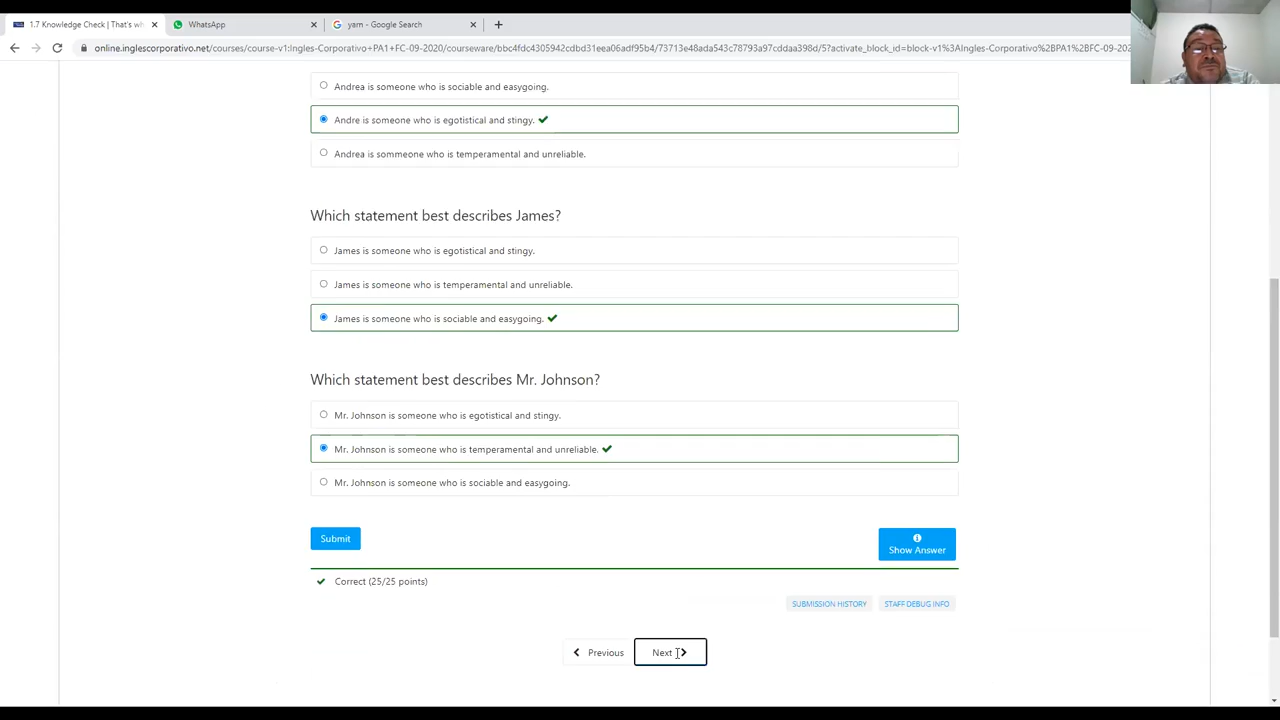 1.7 Knowledge Check | That's wh
WhatsApp
yarn - Google Search
online.inglescorporativo.net/courses/course-v1:Ingles-Corporativo+PA1+FC-09-2020/courseware/bbc4fdc4305942cdbd31eea06adf95b4/73713e48ada543c78793a97cddaa398d/5?activate_block_id=block-v1%3AIngles-Corporativo%2BPA1%2BFC-09-202
Andrea is someone who is sociable and easygoing.
Andre is someone who is egotistical and stingy.
Andrea is sommeone who is temperamental and unreliable.
Which statement best describes James?
James is someone who is egotistical and stingy.
James is someone who is temperamental and unreliable.
James is someone who is sociable and easygoing.
Which statement best describes Mr. Johnson?
Mr. Johnson is someone who is egotistical and stingy.
Mr. Johnson is someone who is temperamental and unreliable.
Mr. Johnson is someone who is sociable and easygoing.
Submit
Show Answer
Correct (25/25 points)
SUBMISSION HISTORY
STAFF DEBUG INFO
Previous
Next